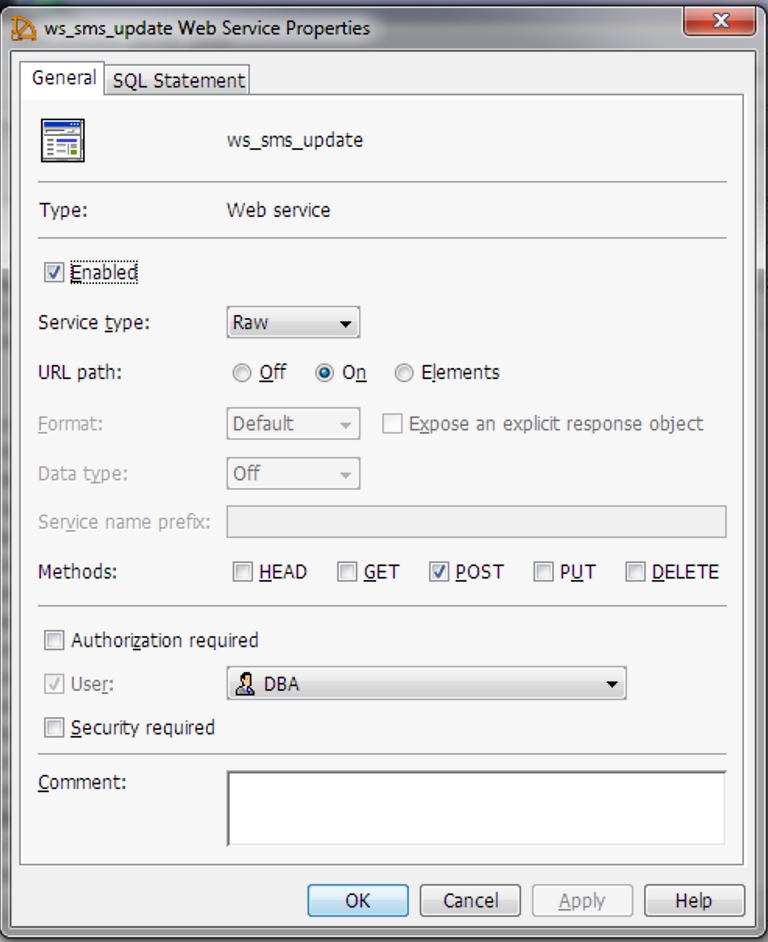 ws_sms_update Web Service Properties
General SQL Statement
ws_sms_update
Type: Web service
Enabled
Service type: Raw
URL path: Off On Elements
Format: Default Expose an explicit response object
Data type: Off
Service name prefix:
Methods: HEAD GET POST PUT DELETE
Authorization required
User: DBA
Security required
Comment:
OK Cancel Apply Help